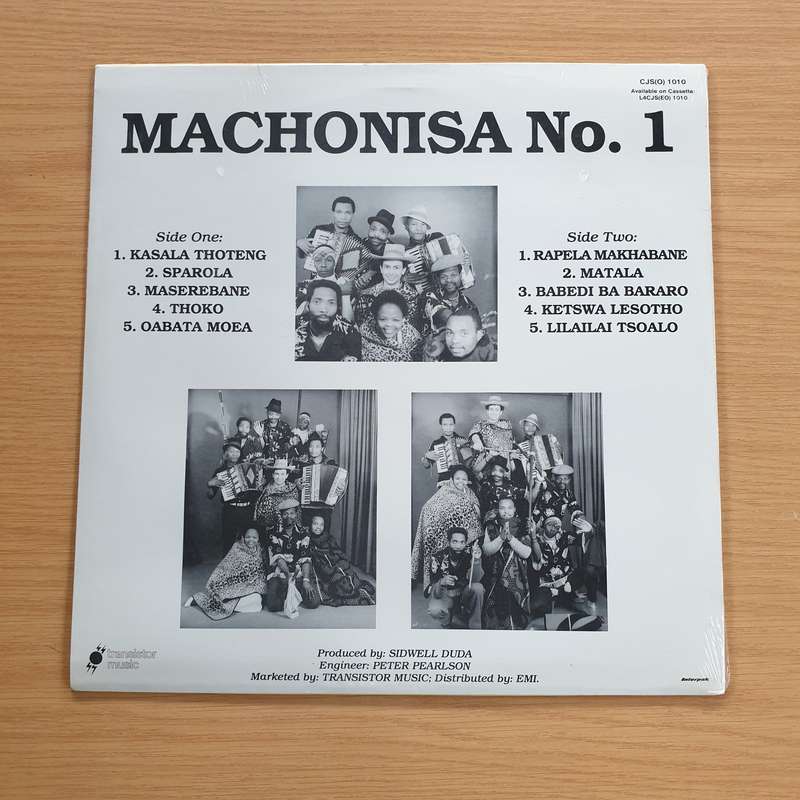 CJS(O) 1010
Available on Cassette
L4CJS(EO) 1010
MACHONISA No. 1
Side One:
1. KASALA THOTENG
2. SPAROLA
3. MASEREBANE
4. THOKO
5. OABATA MOEA
Side Two:
1. RAPELA MAKHABANE
2. MATALA
3. BABEDI BA BARARO
4. KETSWA LESOTHO
5. LILAILAI TSOALO
transistor
music
Produced by: SIDWELL DUDA
Engineer: PETER PEARLSON
Marketed by: TRANSISTOR MUSIC; Distributed by: EMI.
Interpak